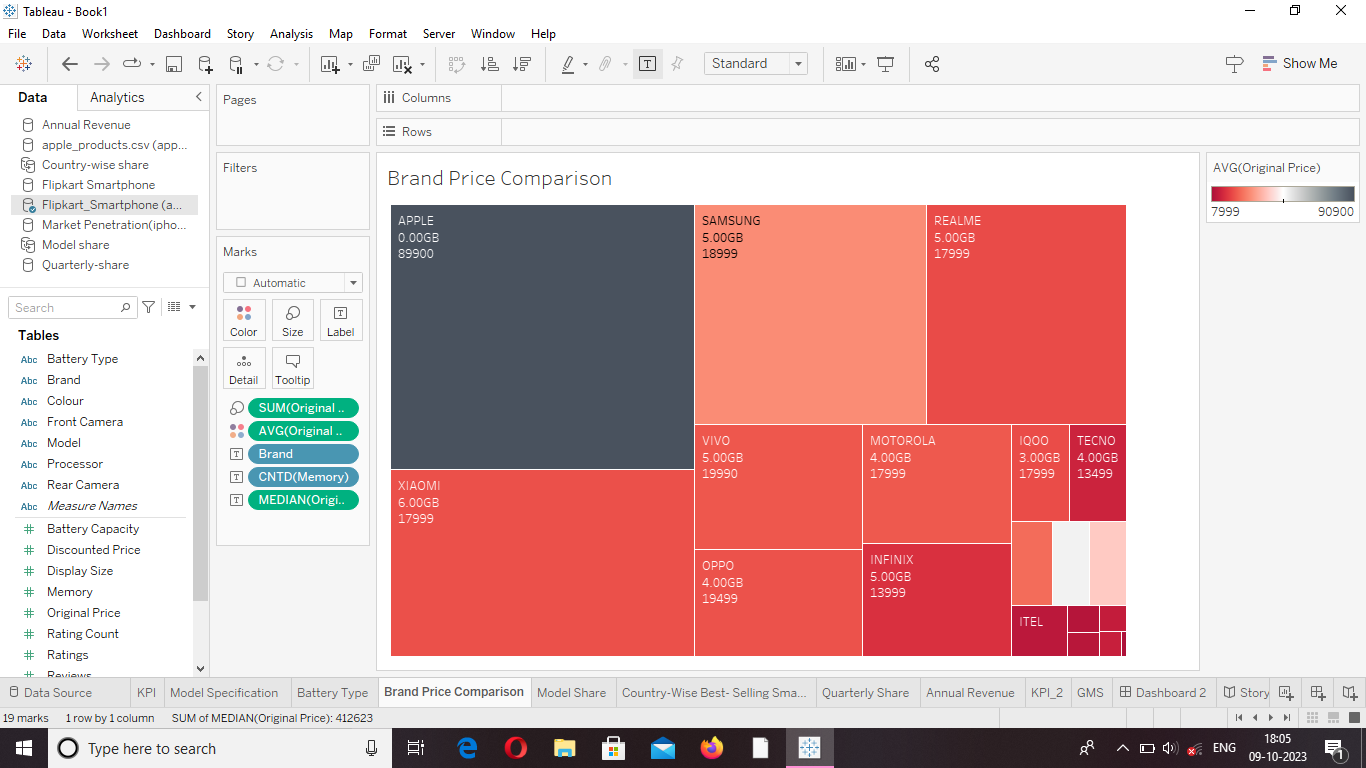 Tableau - Book1
File Data Worksheet Dashboard Story Analysis Map Format Server Window Help
Standard
Show Me
Data Analytics
Annual Revenue
apple_products.csv (app...
Country-wise share
Flipkart Smartphone
Flipkart_Smartphone (a...
Market Penetration(ipho...
Model share
Quarterly-share
Search
Tables
Abc Battery Type
Abc Brand
Abc Colour
Abc Front Camera
Abc Model
Abc Processor
Abc Rear Camera
Abc Measure Names
Battery Capacity
Discounted Price
Display Size
Memory
Original Price
Rating Count
Ratings
Reviews
Pages
Filters
Marks
Automatic
Color Size Label
Detail Tooltip
SUM(Original ..
AVG(Original ..
Brand
CNTD(Memory)
MEDIAN(Origi..
Columns
Rows
Brand Price Comparison
APPLE
0.00GB
89900
SAMSUNG
5.00GB
18999
REALME
5.00GB
17999
XIAOMI
6.00GB
17999
VIVO
5.00GB
19990
MOTOROLA
4.00GB
17999
IQOO
3.00GB
17999
TECNO
4.00GB
13499
OPPO
4.00GB
19499
INFINIX
5.00GB
13999
ITEL
AVG(Original Price)
7999 90900
Data Source KPI Model Specification Battery Type Brand Price Comparison Model Share Country-Wise Best- Selling Sma... Quarterly Share Annual Revenue KPI_2 GMS Dashboard 2 Story
19 marks 1 row by 1 column SUM of MEDIAN(Original Price): 412623
Type here to search
ENG
18:05
09-10-2023
1